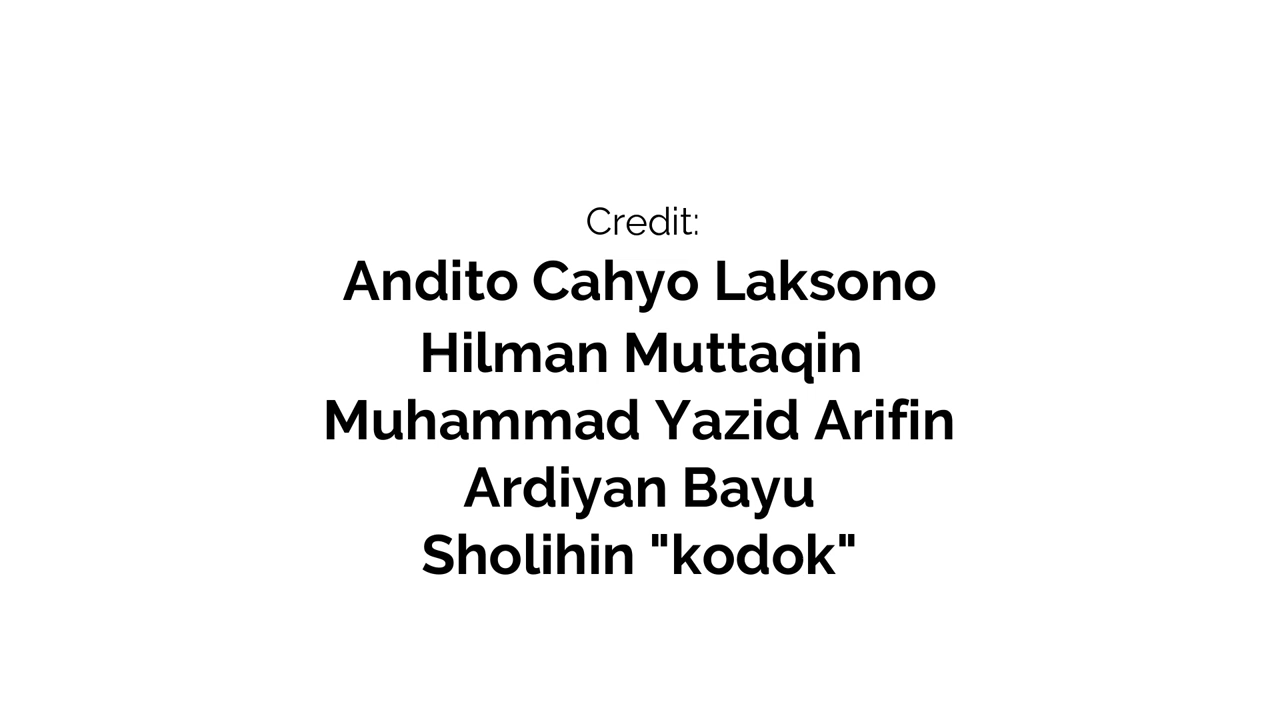 Credit:
Andito Cahyo Laksono
Hilman Muttaqin
Muhammad Yazid Arifin
Ardiyan Bayu
Sholihin "kodok"